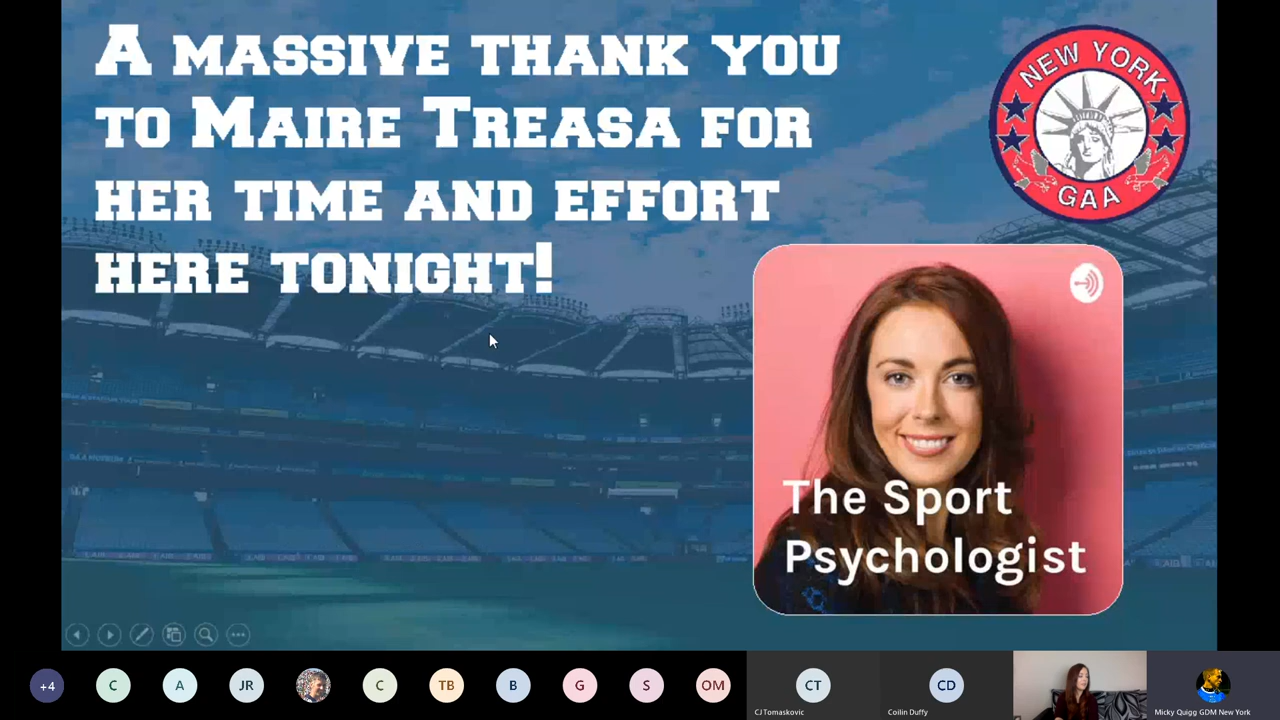 A MASSIVE THANK YOU
TO MAIRE TREASA FOR
HER TIME AND EFFORT
HERE TONIGHT!
NEW YORK
GAA
The Sport
Psychologist
+4
C
A
JR
C
TB
B
G
S
OM
CT
CJ Tomaskovic
CD
Coilin Duffy
Micky Quigg GDM New York